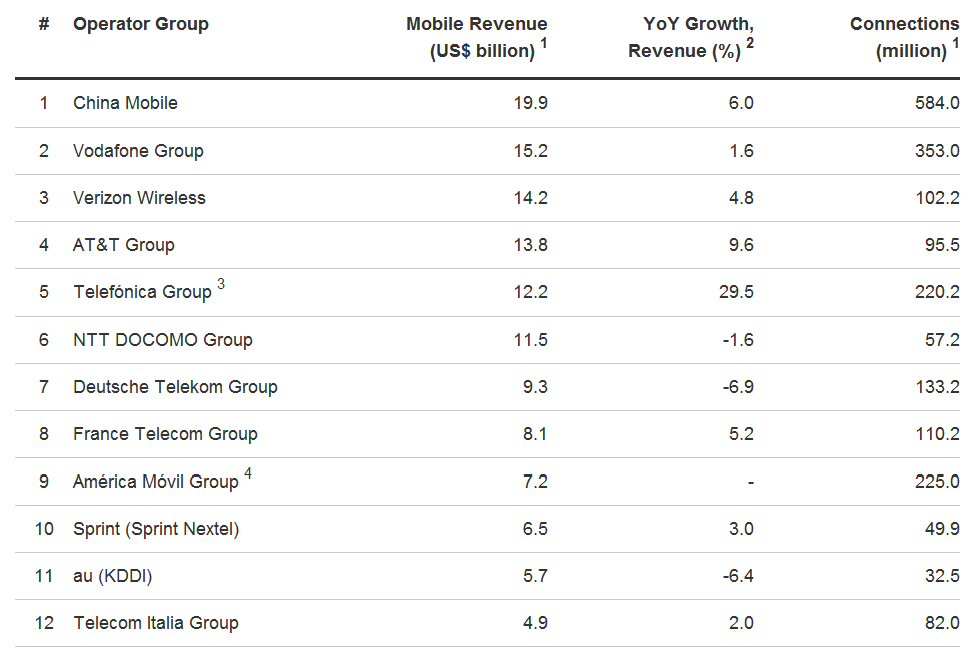 # Operator Group Mobile Revenue (US$ billion) 1 YoY Growth, Revenue (%) 2 Connections (million) 1
1 China Mobile 19.9 6.0 584.0
2 Vodafone Group 15.2 1.6 353.0
3 Verizon Wireless 14.2 4.8 102.2
4 AT&T Group 13.8 9.6 95.5
5 Telefónica Group 3 12.2 29.5 220.2
6 NTT DOCOMO Group 11.5 -1.6 57.2
7 Deutsche Telekom Group 9.3 -6.9 133.2
8 France Telecom Group 8.1 5.2 110.2
9 América Móvil Group 4 7.2 - 225.0
10 Sprint (Sprint Nextel) 6.5 3.0 49.9
11 au (KDDI) 5.7 -6.4 32.5
12 Telecom Italia Group 4.9 2.0 82.0